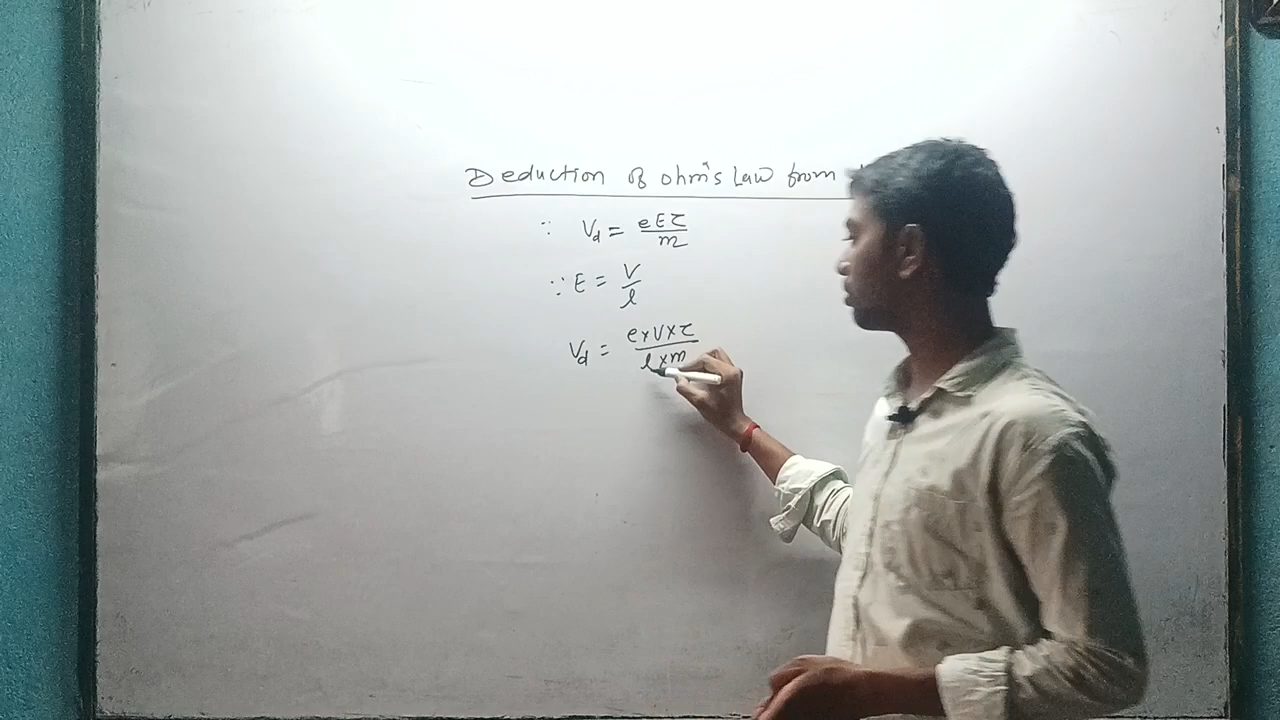 Deduction of ohm's Law from
∵ Vd = eEτ/m
∵ E = V/l
Vd = e×V×τ/l×m